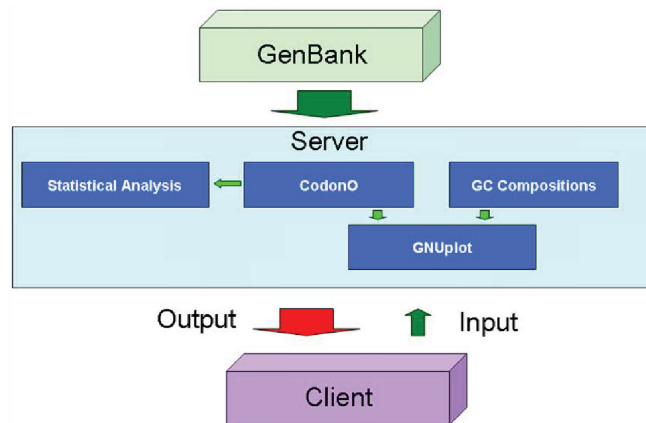 GenBank
Server
Statistical Analysis
CodonO
GC Compositions
GNUplot
Output
Input
Client